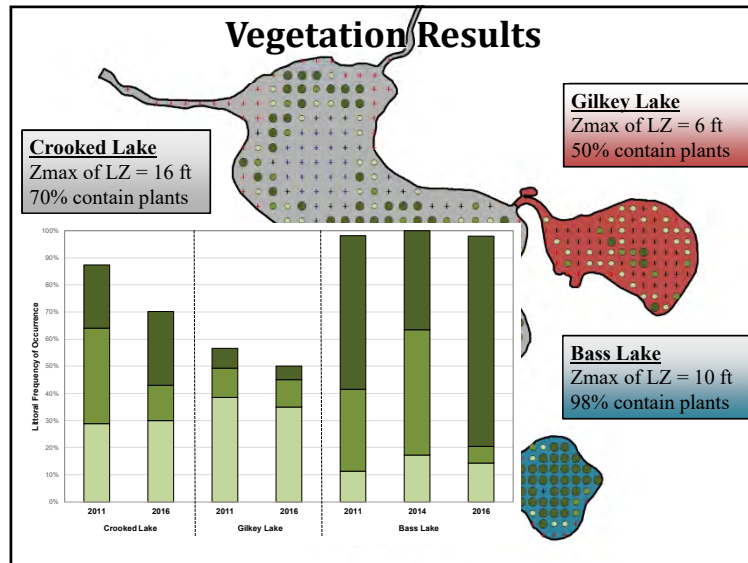 Vegetation Results
Crooked Lake
Zmax of LZ = 16 ft
70% contain plants
Gilkey Lake
Zmax of LZ = 6 ft
50% contain plants
Bass Lake
Zmax of LZ = 10 ft
98% contain plants
Littoral Frequency of Occurrence
100%
90%
80%
70%
60%
50%
40%
30%
20%
10%
0%
2011 2016 2011 2016 2011 2014 2016
Crooked Lake Gilkey Lake Bass Lake